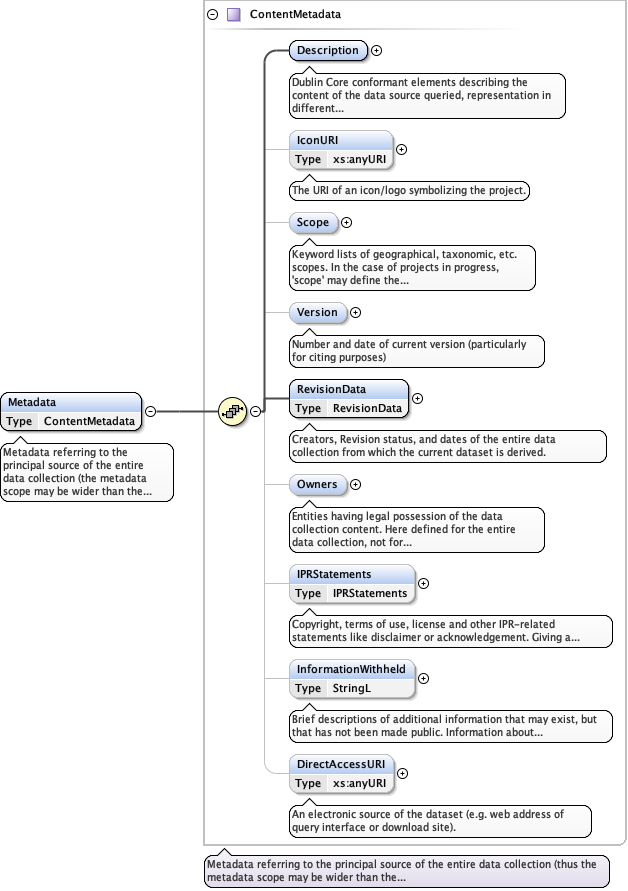 ContentMetadata
Description
Dublin Core conformant elements describing the
content of the data source queried, representation in
different...
IconURI
Type xs:anyURI
The URI of an icon/logo symbolizing the project.
Scope
Keyword lists of geographical, taxonomic, etc.
scopes. In the case of projects in progress,
'scope' may define the...
Version
Number and date of current version (particularly
for citing purposes)
Metadata
Type ContentMetadata
Metadata referring to the
principal source of the entire
data collection (the metadata
scope may be wider than the...
RevisionData
Type RevisionData
Creators, Revision status, and dates of the entire data
collection from which the current dataset is derived.
Owners
Entities having legal possession of the data
collection content. Here defined for the entire
data collection, not for...
IPRStatements
Type IPRStatements
Copyright, terms of use, license and other IPR-related
statements like disclaimer or acknowledgement. Giving a...
InformationWithheld
Type StringL
Brief descriptions of additional information that may exist, but
that has not been made public. Information about...
DirectAccessURI
Type xs:anyURI
An electronic source of the dataset (e.g. web address of
query interface or download site).
Metadata referring to the principal source of the entire data collection (thus the
metadata scope may be wider than the...